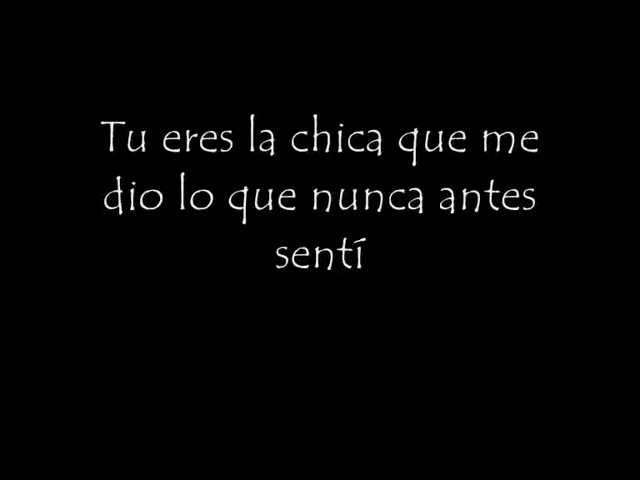 Tu eres la chica que me
dio lo que nunca antes
sentí